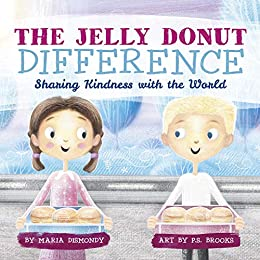 THE JELLY DONUT
DIFFERENCE
Sharing Kindness with the World
BY MARIA DISMONDY
ART BY P.S. BROOKS